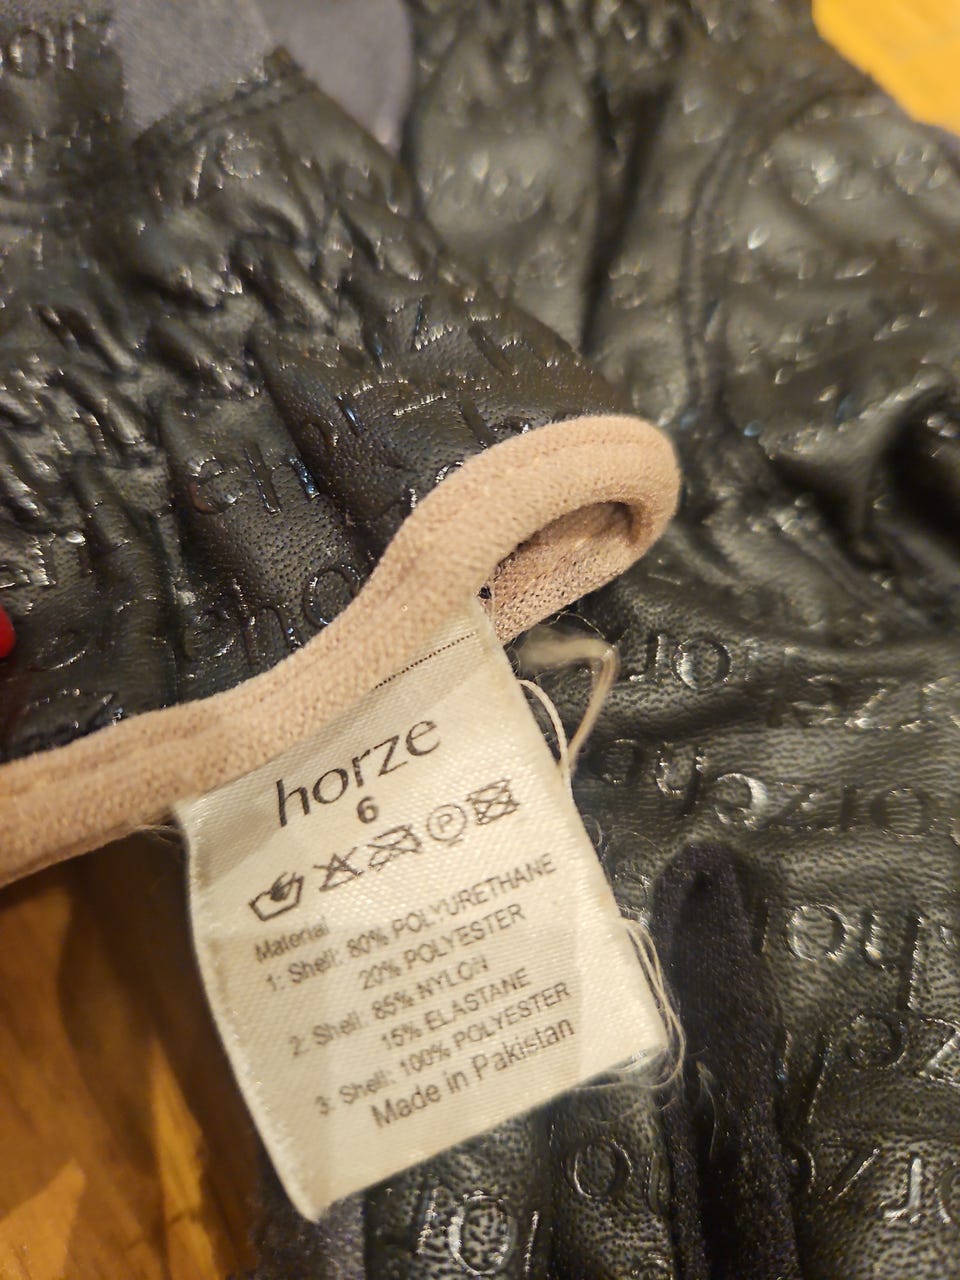 horze
6
P
Material
1: Shell: 80% POLYURETHANE
20% POLYESTER
2: Shell: 85% NYLON
15% ELASTANE
3: Shell: 100% POLYESTER
Made in Pakistan